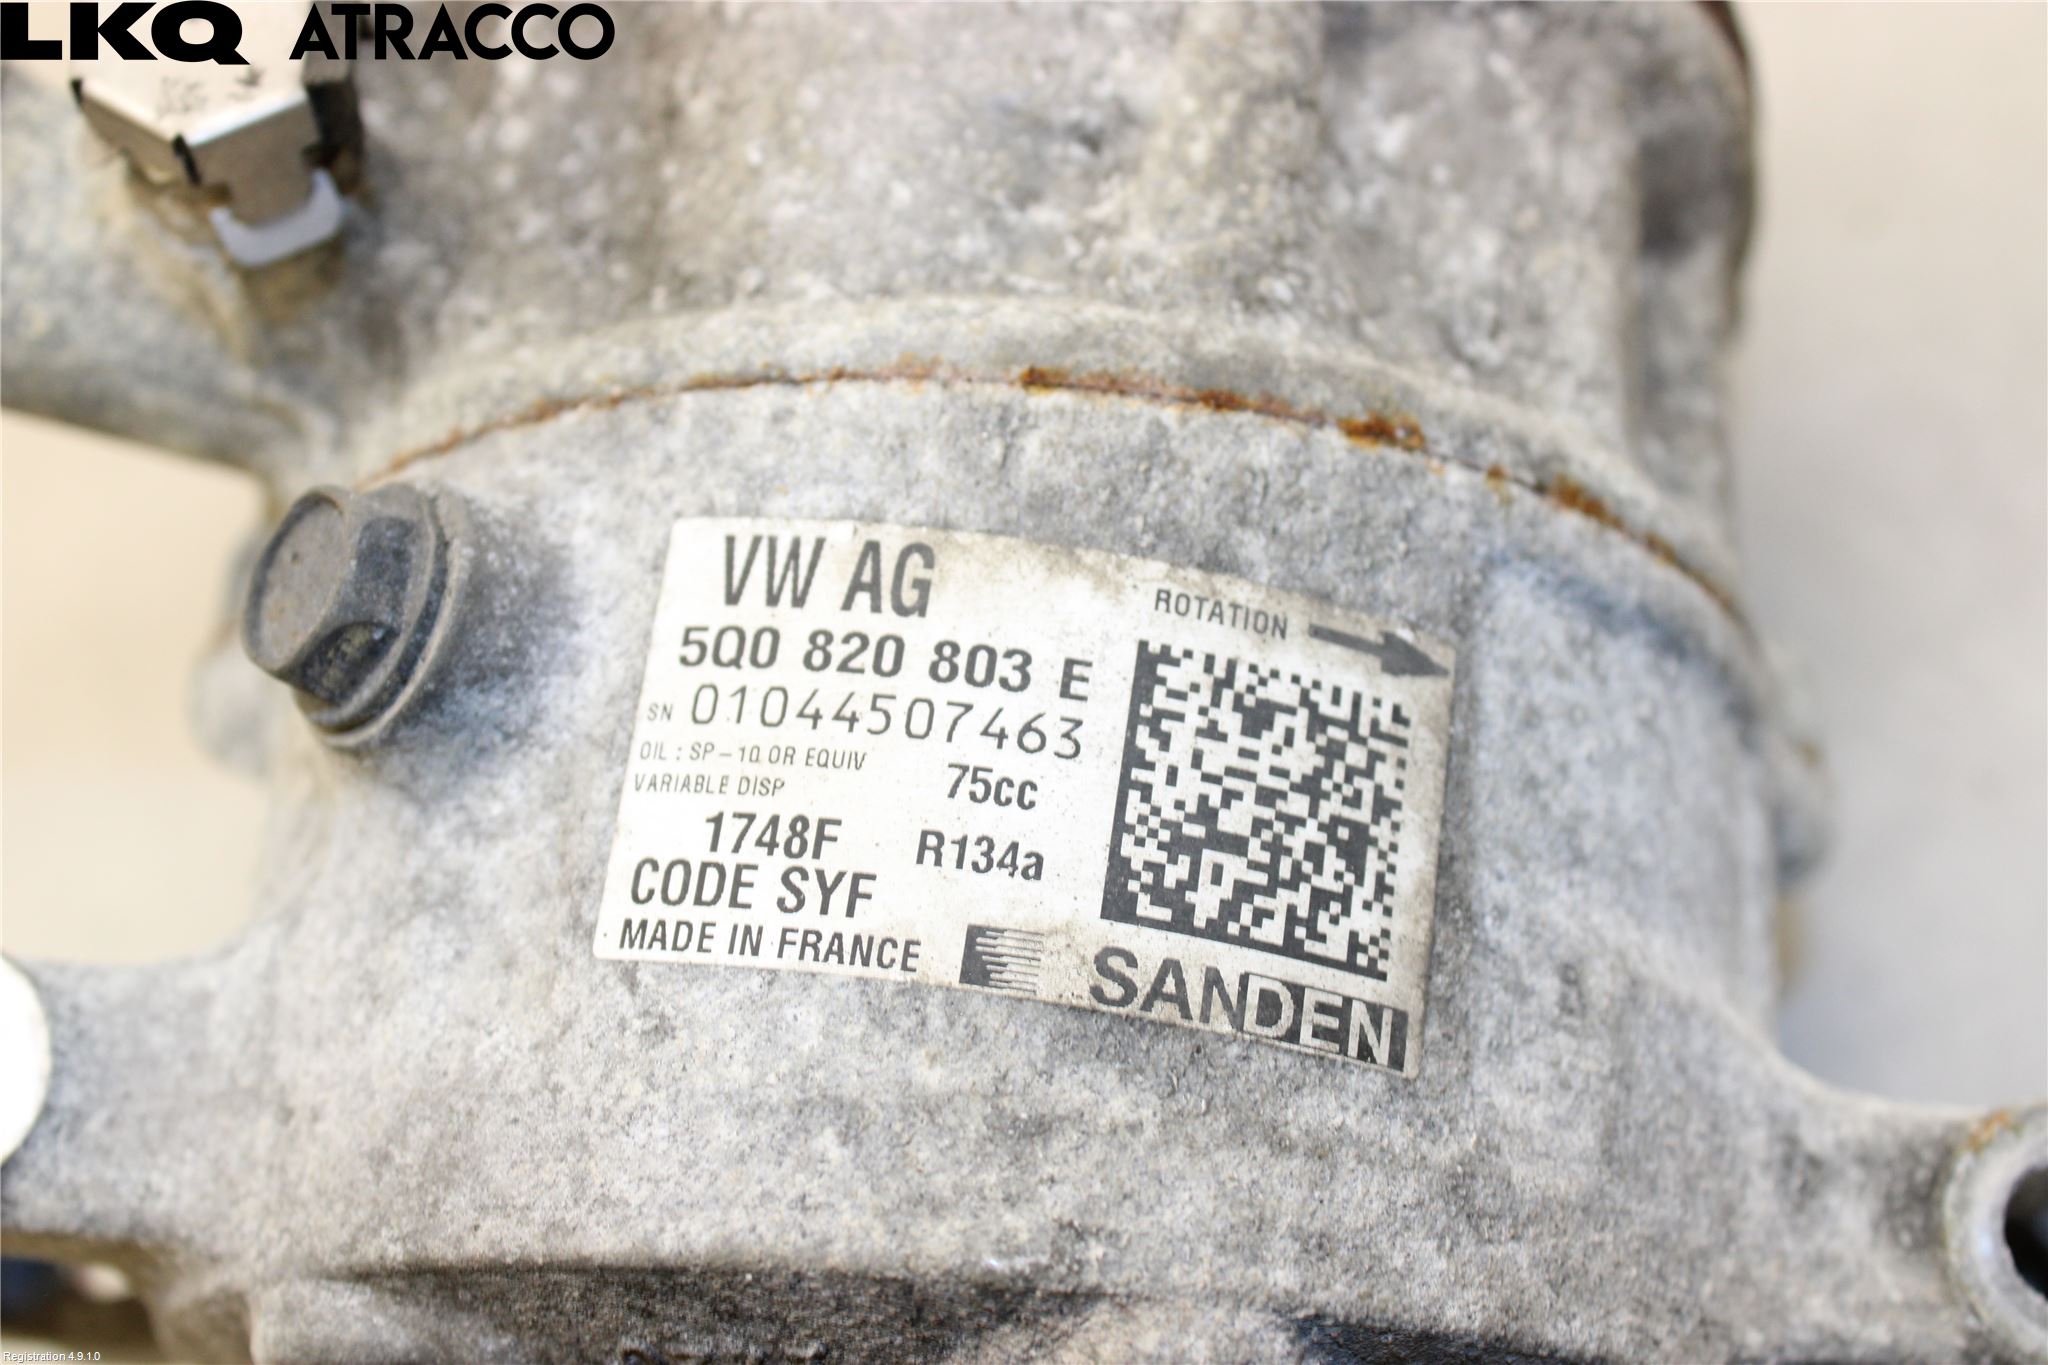 LKQ ATRACCO
VW AG
ROTATION
5Q0 820 803 E
SN 01044507463
OIL : SP-10 OR EQUIV
VARIABLE DISP 75cc
1748F R134a
CODE SYF
MADE IN FRANCE
SANDEN
Registration 4.9.1.0